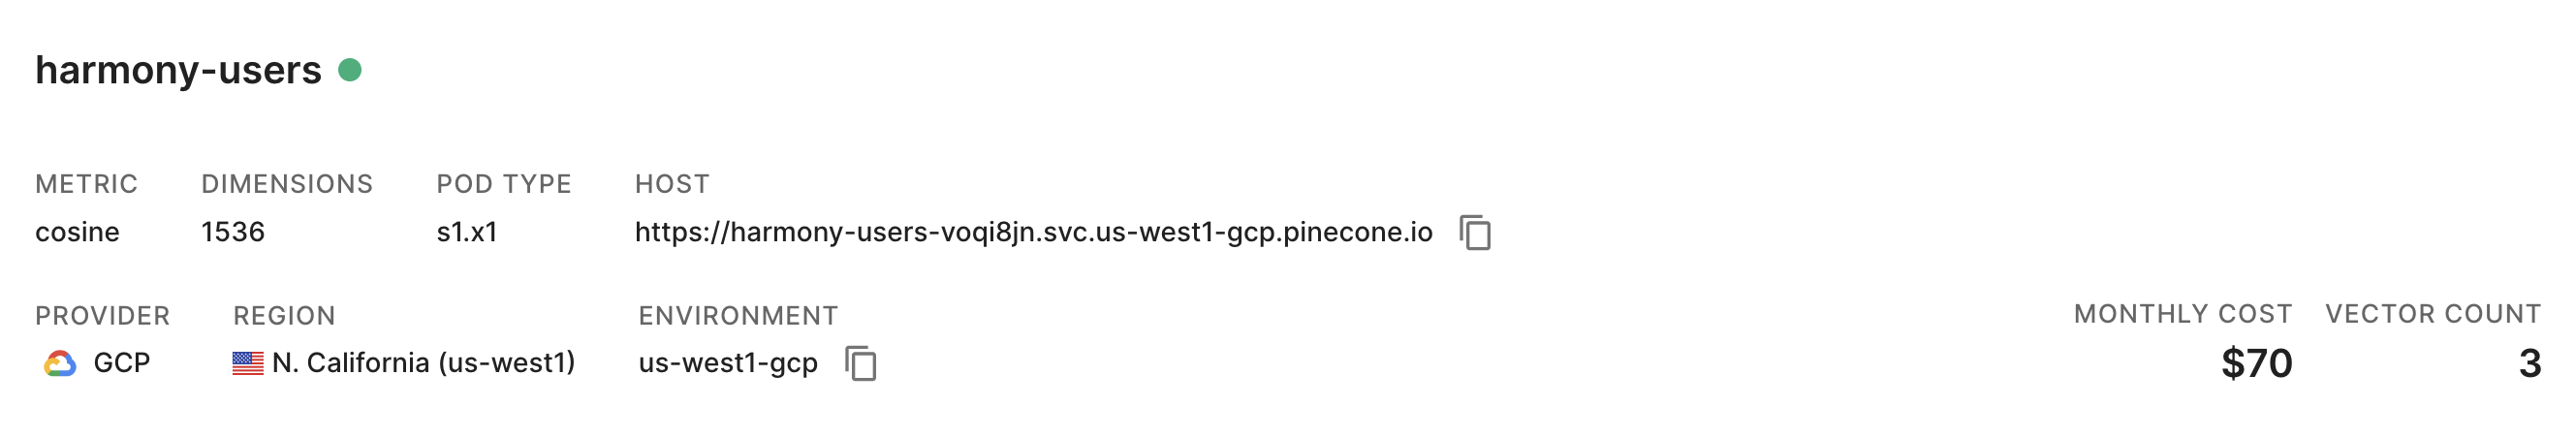 harmony-users
METRIC DIMENSIONS POD TYPE HOST
cosine 1536 s1.x1 https://harmony-users-voqi8jn.svc.us-west1-gcp.pinecone.io
PROVIDER REGION ENVIRONMENT MONTHLY COST VECTOR COUNT
GCP N. California (us-west1) us-west1-gcp $70 3